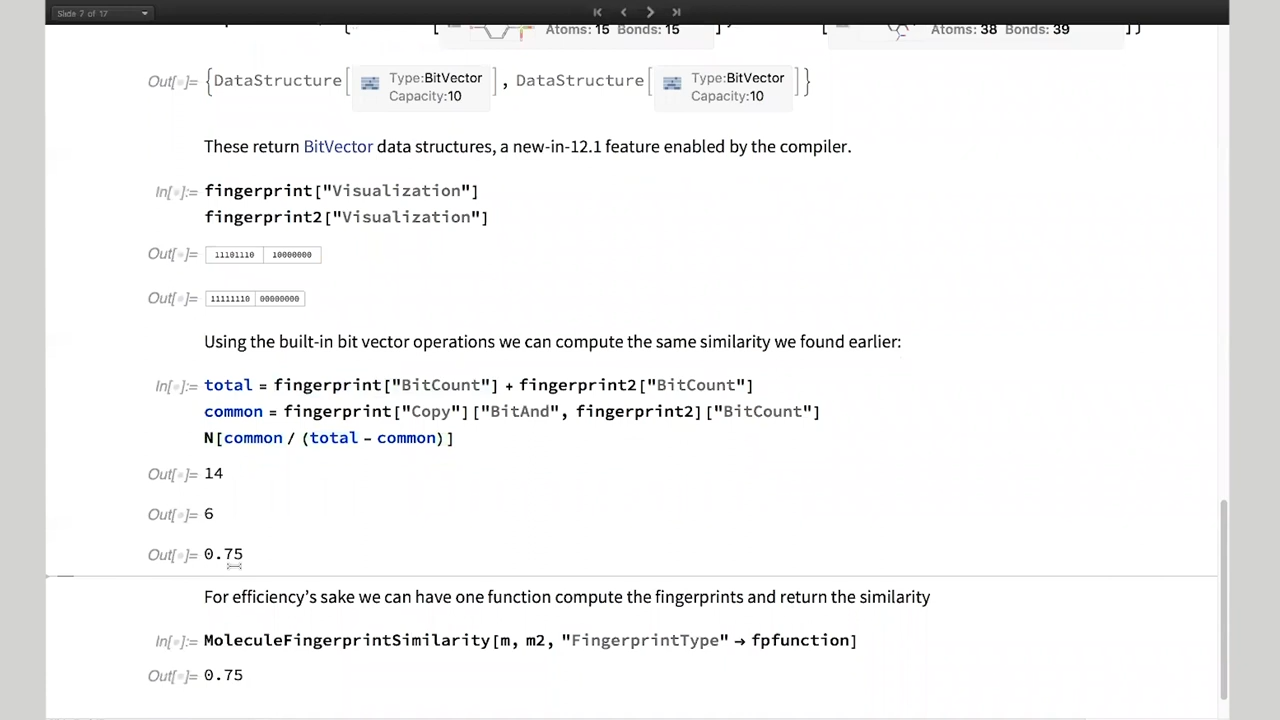 Slide 7 of 17
Atoms: 15 Bonds: 15
Atoms: 38 Bonds: 39
Out[ ]= {DataStructure[ Type:BitVector Capacity:10 ], DataStructure[ Type:BitVector Capacity:10 ]}
These return BitVector data structures, a new-in-12.1 feature enabled by the compiler.
In[ ]:= fingerprint["Visualization"]
fingerprint2["Visualization"]
Out[ ]= 11101110 10000000
Out[ ]= 11111110 00000000
Using the built-in bit vector operations we can compute the same similarity we found earlier:
In[ ]:= total = fingerprint["BitCount"] + fingerprint2["BitCount"]
common = fingerprint["Copy"]["BitAnd", fingerprint2]["BitCount"]
N[common / (total - common)]
Out[ ]= 14
Out[ ]= 6
Out[ ]= 0.75
For efficiency's sake we can have one function compute the fingerprints and return the similarity
In[ ]:= MoleculeFingerprintSimilarity[m, m2, "FingerprintType" → fpfunction]
Out[ ]= 0.75